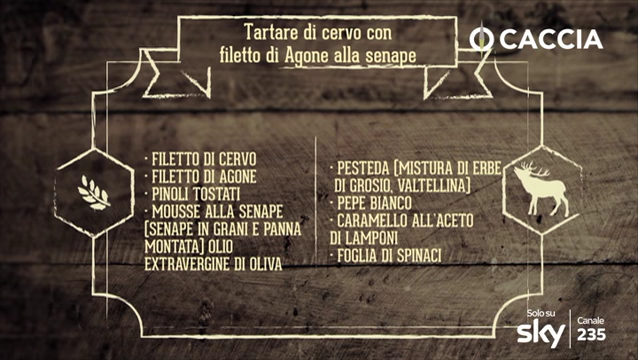 Tartare di cervo con
filetto di Agone alla senape
CACCIA
· FILETTO DI CERVO
· FILETTO DI AGONE
· PINOLI TOSTATI
· MOUSSE ALLA SENAPE
[SENAPE IN GRANI E PANNA
MONTATA] OLIO
EXTRAVERGINE DI OLIVA
· PESTEDA [MISTURA DI ERBE
DI GROSIO, VALTELLINA]
· PEPE BIANCO
· CARAMELLO ALL'ACETO
DI LAMPONI
· FOGLIA DI SPINACI
Solo su
sky
Canale
235